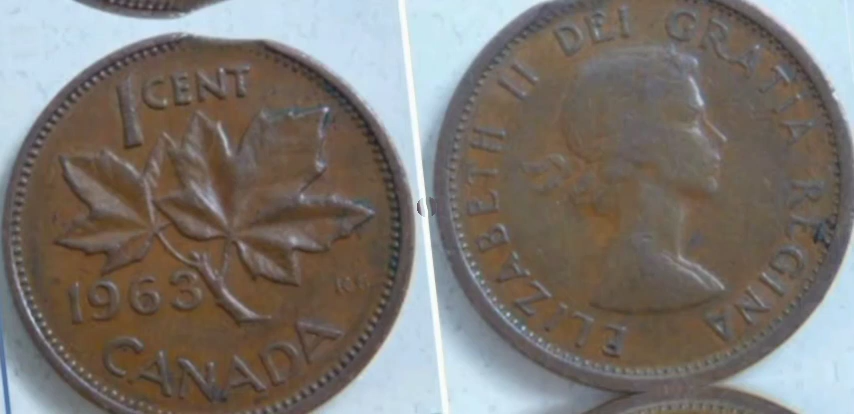 1 CENT
1963
CANADA
ELIZABETH II DEI GRATIA REGINA